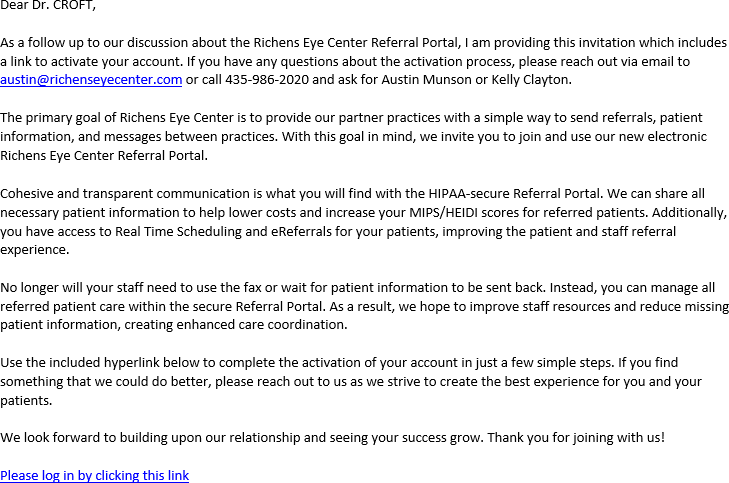 Dear Dr. CROFT,
As a follow up to our discussion about the Richens Eye Center Referral Portal, I am providing this invitation which includes
a link to activate your account. If you have any questions about the activation process, please reach out via email to
austin@richenseyecenter.com or call 435-986-2020 and ask for Austin Munson or Kelly Clayton.
The primary goal of Richens Eye Center is to provide our partner practices with a simple way to send referrals, patient
information, and messages between practices. With this goal in mind, we invite you to join and use our new electronic
Richens Eye Center Referral Portal.
Cohesive and transparent communication is what you will find with the HIPAA-secure Referral Portal. We can share all
necessary patient information to help lower costs and increase your MIPS/HEIDI scores for referred patients. Additionally,
you have access to Real Time Scheduling and eReferrals for your patients, improving the patient and staff referral
experience.
No longer will your staff need to use the fax or wait for patient information to be sent back. Instead, you can manage all
referred patient care within the secure Referral Portal. As a result, we hope to improve staff resources and reduce missing
patient information, creating enhanced care coordination.
Use the included hyperlink below to complete the activation of your account in just a few simple steps. If you find
something that we could do better, please reach out to us as we strive to create the best experience for you and your
patients.
We look forward to building upon our relationship and seeing your success grow. Thank you for joining with us!
Please log in by clicking this link